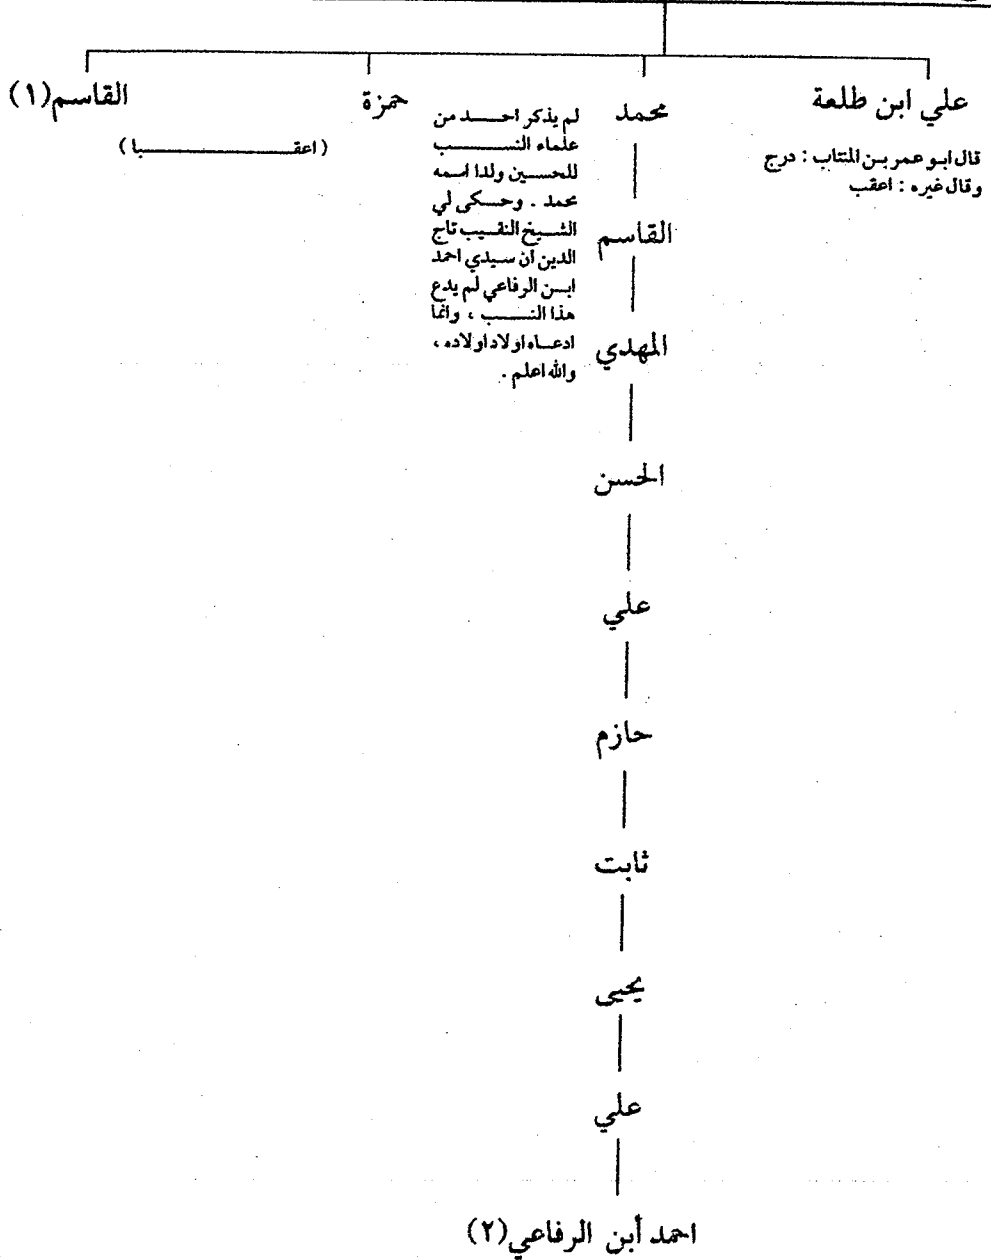 علي ابن طلعة
قال ابو عمر بن المنتاب : درج
وقال غيره : اعقب
محمد
لم يذكر احد من
علماء النسب
للحسين ولدا اسمه
محمد . وحكى لي
الشيخ النقيب تاج
الدين ان سيدي احمد
ابن الرفاعي لم يدع
هذا النسب ، وانما
ادعاه اولاد اولاده ،
والله اعلم .
حمزة
القاسم(١)
(اعقبا)
القاسم
المهدي
الحسن
علي
حازم
ثابت
يحيى
علي
احمد أبن الرفاعي(٢)